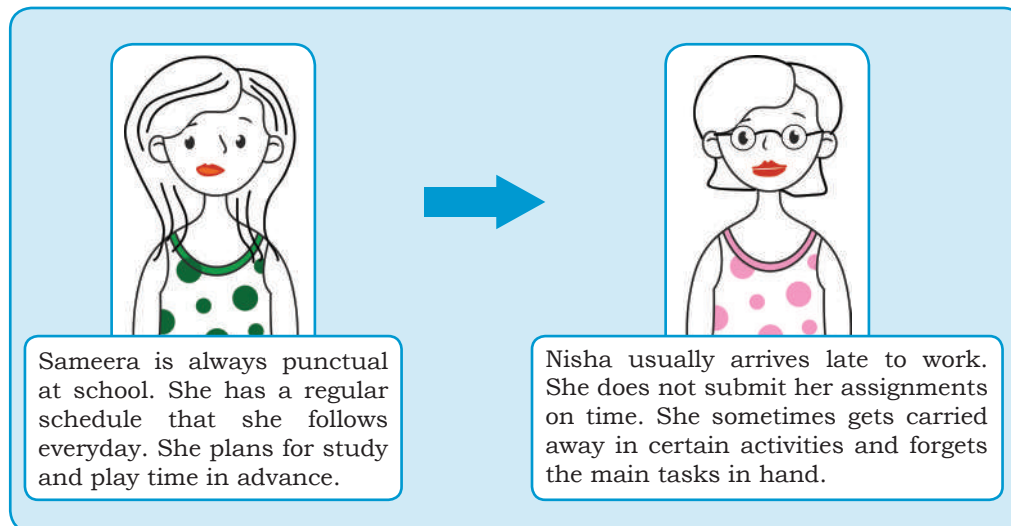 Sameera is always punctual
at school. She has a regular
schedule that she follows
everyday. She plans for study
and play time in advance.
Nisha usually arrives late to work.
She does not submit her assignments
on time. She sometimes gets carried
away in certain activities and forgets
the main tasks in hand.